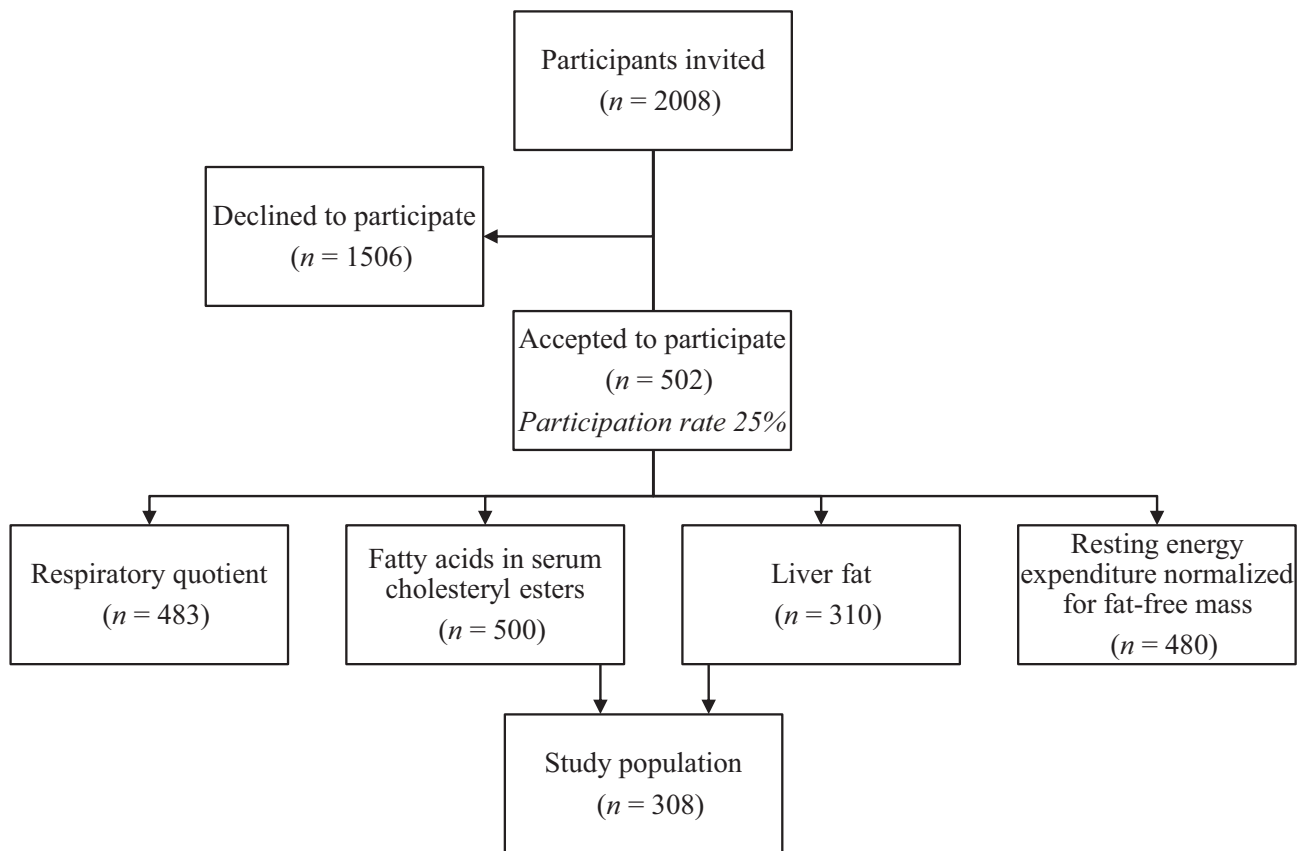 Participants invited
(n = 2008)
Declined to participate
(n = 1506)
Accepted to participate
(n = 502)
Participation rate 25%
Respiratory quotient
(n = 483)
Fatty acids in serum
cholesteryl esters
(n = 500)
Liver fat
(n = 310)
Resting energy
expenditure normalized
for fat-free mass
(n = 480)
Study population
(n = 308)